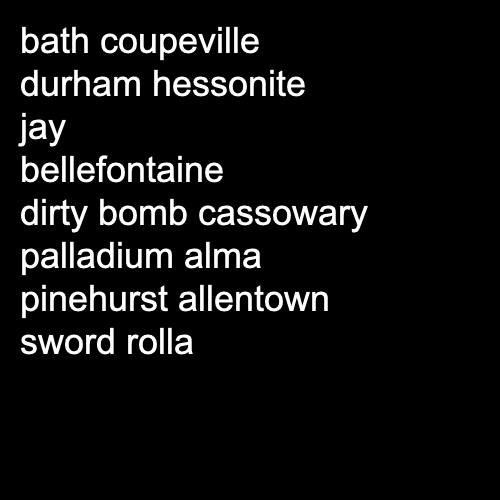 bath coupeville
durham hessonite
jay
bellefontaine
dirty bomb cassowary
palladium alma
pinehurst allentown
sword rolla